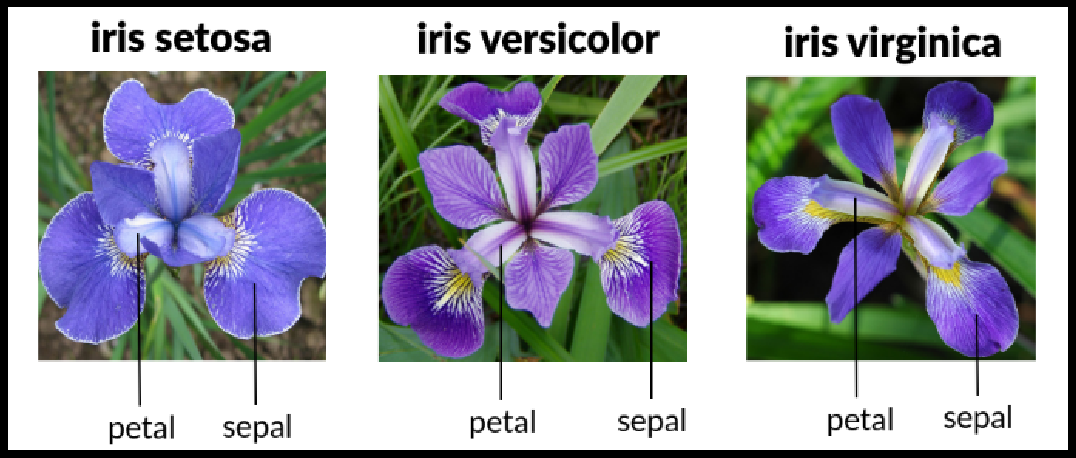 iris setosa
iris versicolor
iris virginica
petal
sepal
petal
sepal
petal
sepal